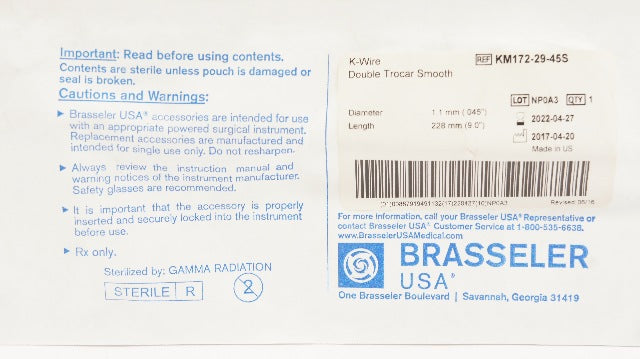 Important: Read before using contents.
Contents are sterile unless pouch is damaged or
seal is broken.
Cautions and Warnings:
Brasseler USA® accessories are intended for use
with an appropriate powered surgical instrument.
Replacement accessories are manufactured and
intended for single use only. Do not resharpen.
Always review the instruction manual and
warning notices of the instrument manufacturer.
Safety glasses are recommended.
It is important that the accessory is properly
inserted and securely locked into the instrument
before use.
Rx only.
Sterilized by: GAMMA RADIATION
STERILE R
2
K-Wire
REF KM172-29-45S
Double Trocar Smooth
LOT NP0A3 QTY 1
Diameter 1.1 mm (.045")
2022-04-27
Length 228 mm (9.0")
2017-04-20
Made in US
Revised 05/16
For more information, call your Brasseler USA® Representative or
contact Brasseler USA® Customer Service at 1-800-535-6638.
www.BrasselerUSAMedical.com
BRASSELER
USA®
One Brasseler Boulevard | Savannah, Georgia 31419